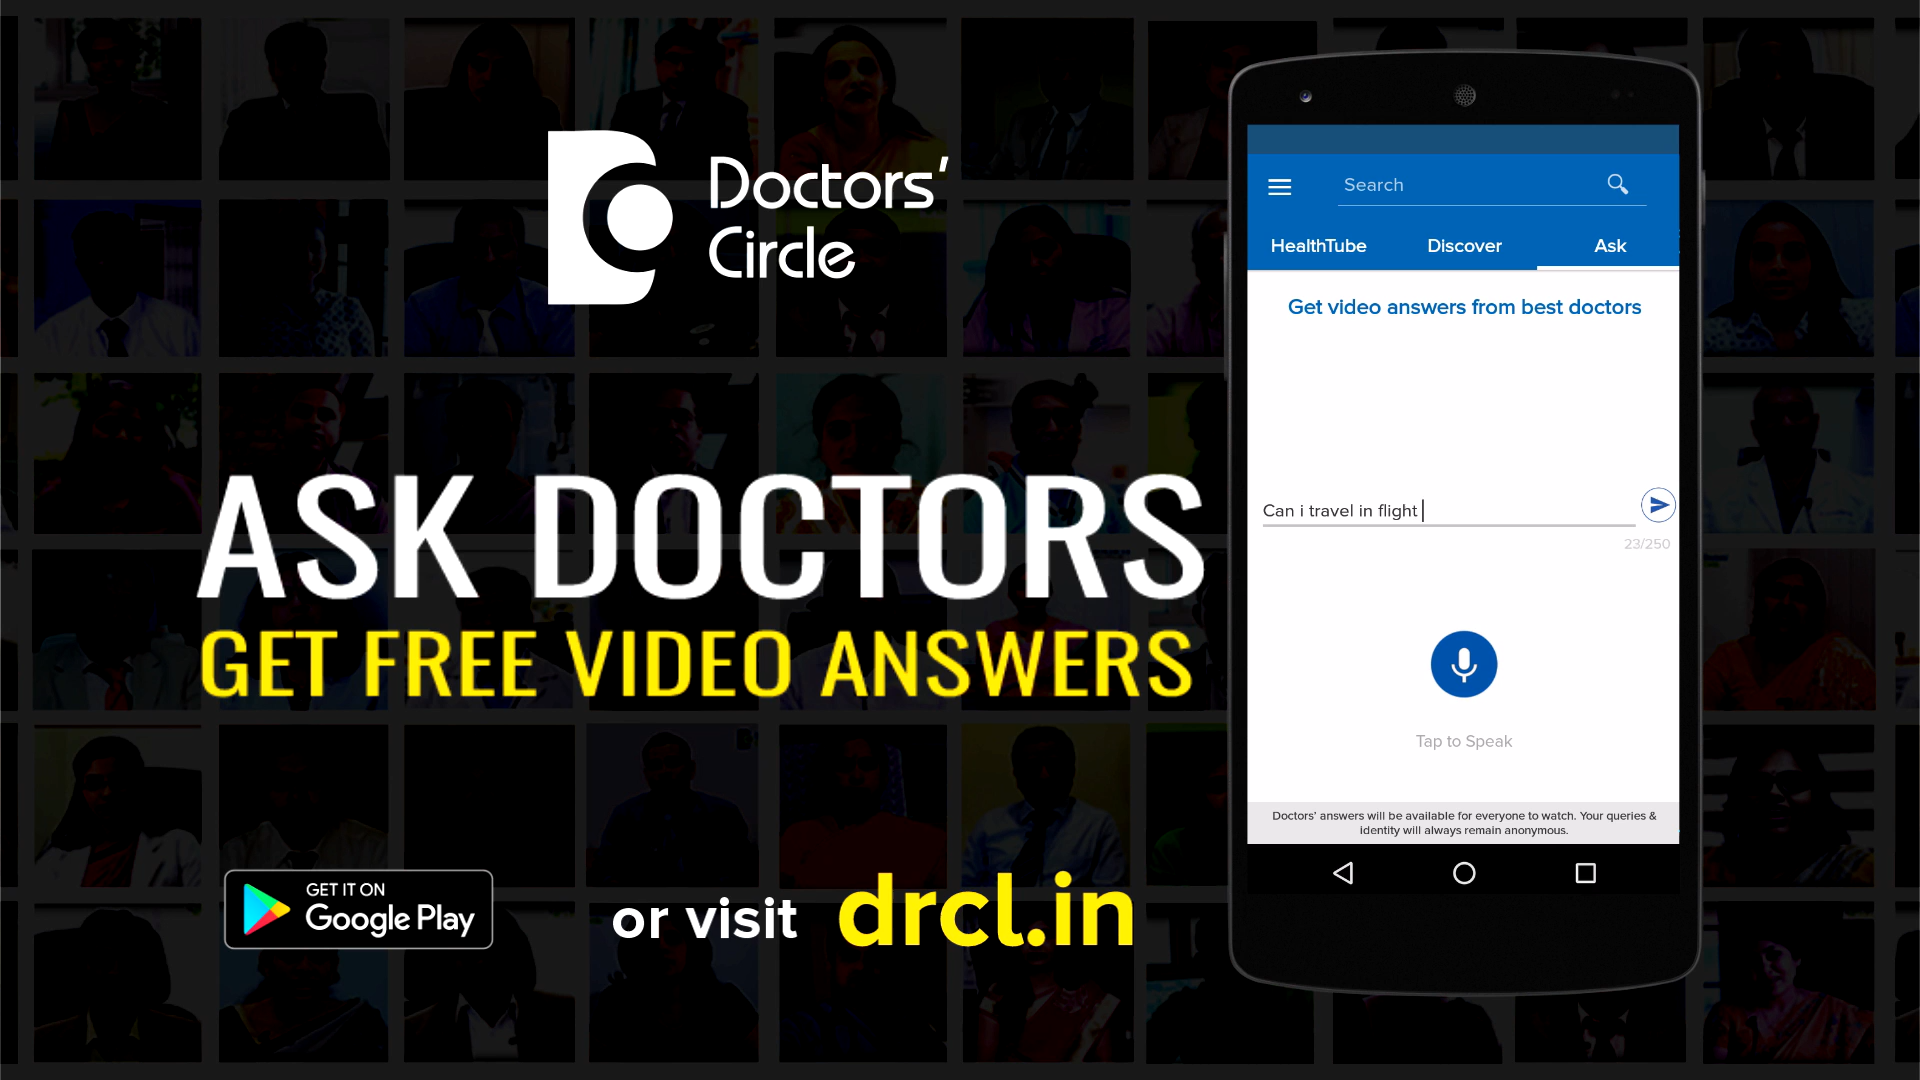 Doctors'
Circle
ASK DOCTORS
GET FREE VIDEO ANSWERS
GET IT ON
Google Play
or visit drcl.in
Search
HealthTube Discover Ask
Get video answers from best doctors
Can i travel in flight
23/250
Tap to Speak
Doctors' answers will be available for everyone to watch. Your queries &
identity will always remain anonymous.